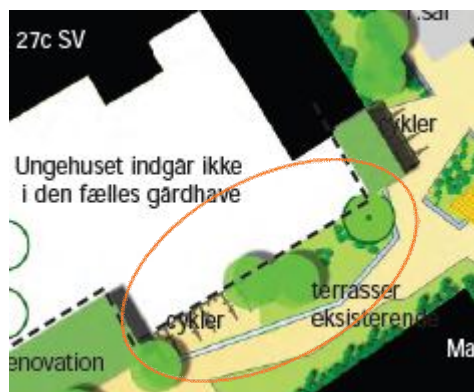 27c SV
cykler
Ungehuset indgår ikke
i den fælles gårdhave
terrasser
cykler
eksisterende
enovation
Ma